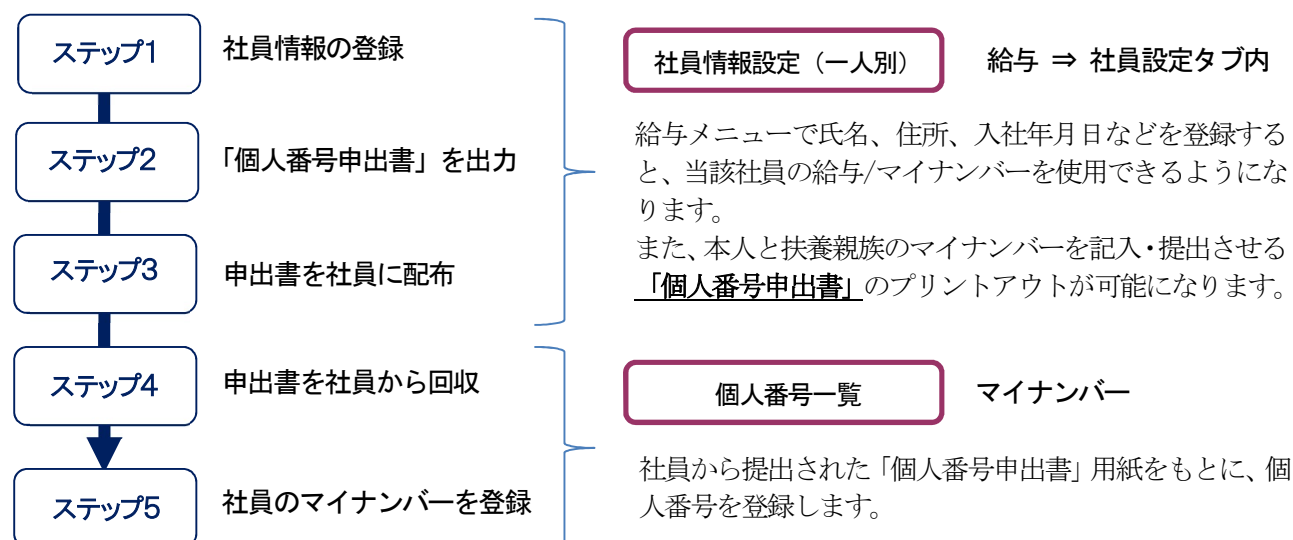 ステップ1 社員情報の登録
ステップ2 「個人番号申出書」を出力
ステップ3 申出書を社員に配布
社員情報設定（一人別） 給与 ⇒ 社員設定タブ内
給与メニューで氏名、住所、入社年月日などを登録する
と、当該社員の給与/マイナンバーを使用できるようにな
ります。
また、本人と扶養親族のマイナンバーを記入・提出させる
「個人番号申出書」のプリントアウトが可能になります。
ステップ4 申出書を社員から回収
ステップ5 社員のマイナンバーを登録
個人番号一覧 マイナンバー
社員から提出された「個人番号申出書」用紙をもとに、個
人番号を登録します。